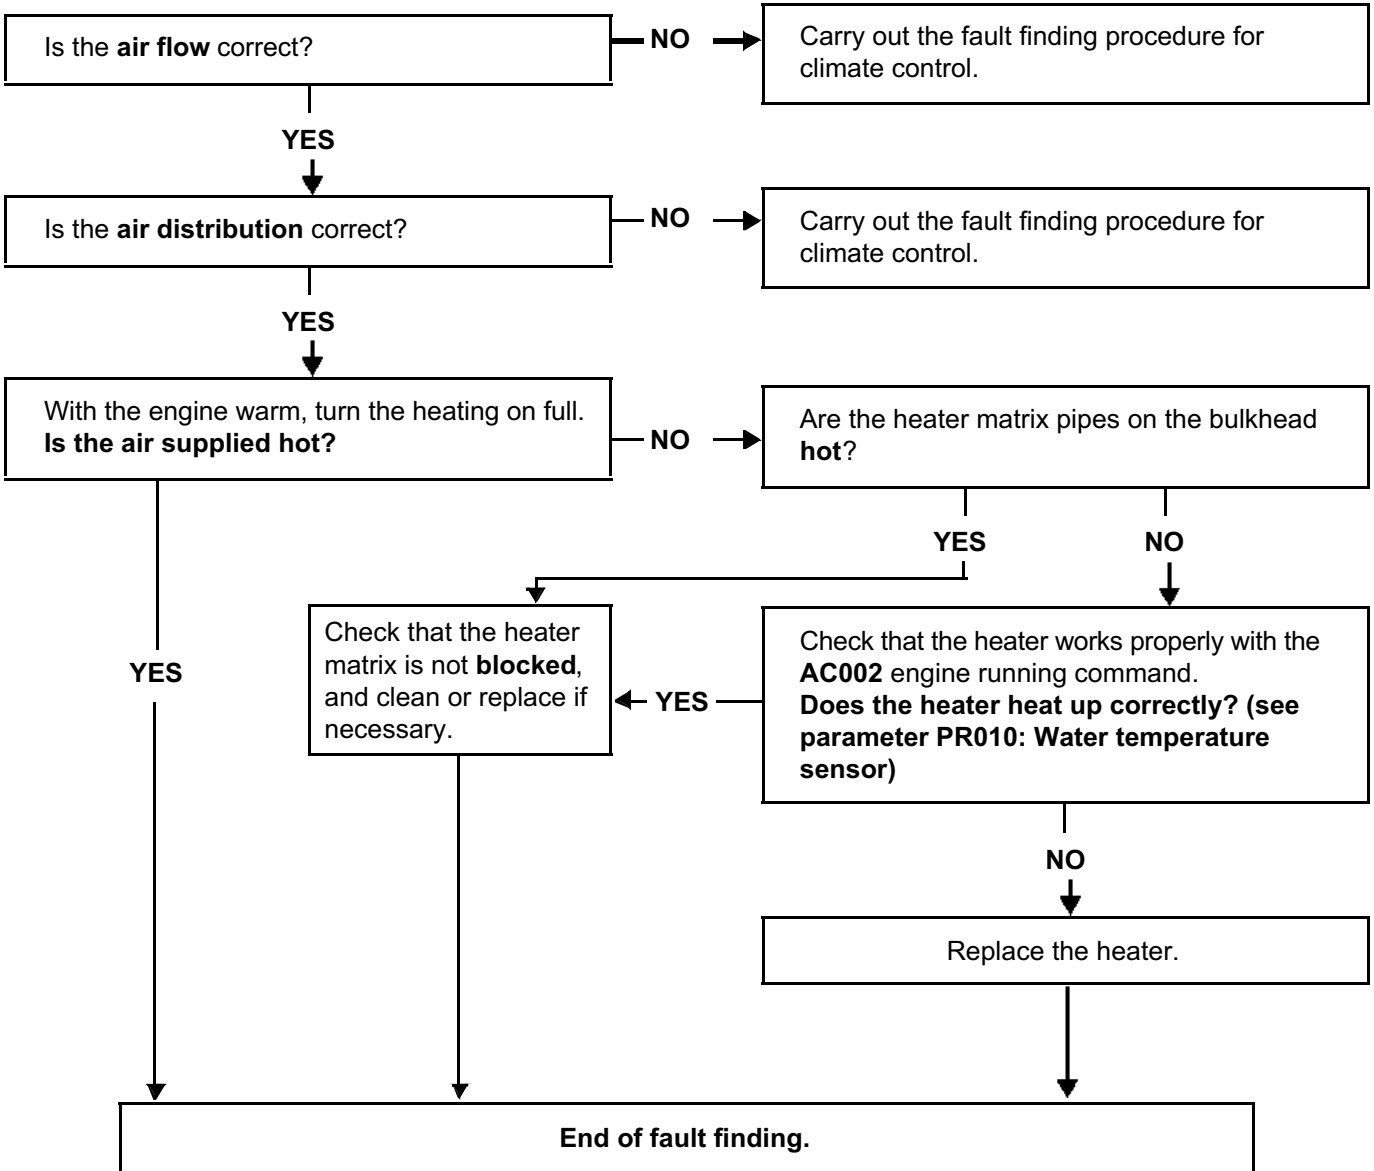 Is the air flow correct?
NO
Carry out the fault finding procedure for
climate control.
YES
Is the air distribution correct?
NO
Carry out the fault finding procedure for
climate control.
YES
With the engine warm, turn the heating on full.
Is the air supplied hot?
NO
Are the heater matrix pipes on the bulkhead
hot?
YES
NO
YES
Check that the heater
matrix is not blocked,
and clean or replace if
necessary.
YES
Check that the heater works properly with the
AC002 engine running command.
Does the heater heat up correctly? (see
parameter PR010: Water temperature
sensor)
NO
Replace the heater.
End of fault finding.